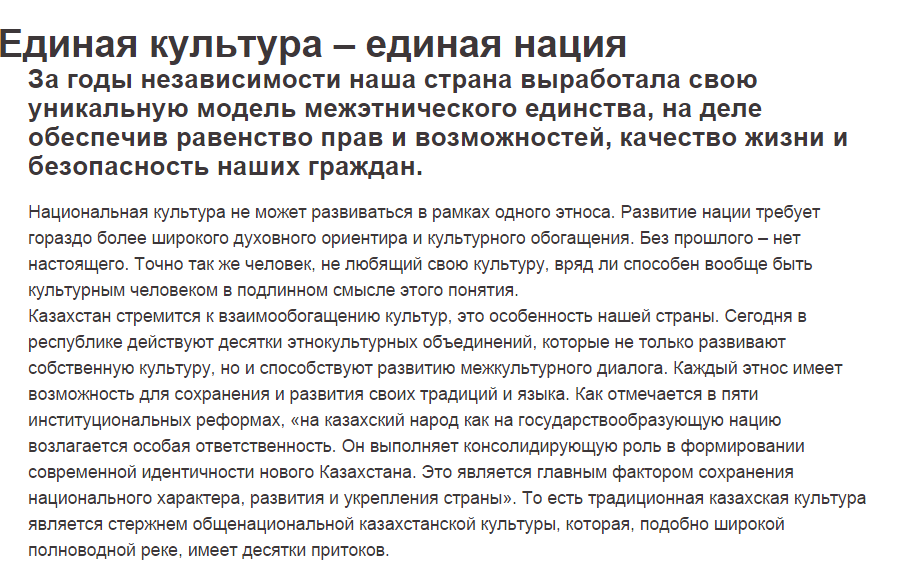 Единая культура – единая нация
За годы независимости наша страна выработала свою
уникальную модель межэтнического единства, на деле
обеспечив равенство прав и возможностей, качество жизни и
безопасность наших граждан.
Национальная культура не может развиваться в рамках одного этноса. Развитие нации требует
гораздо более широкого духовного ориентира и культурного обогащения. Без прошлого – нет
настоящего. Точно так же человек, не любящий свою культуру, вряд ли способен вообще быть
культурным человеком в подлинном смысле этого понятия.
Казахстан стремится к взаимообогащению культур, это особенность нашей страны. Сегодня в
республике действуют десятки этнокультурных объединений, которые не только развивают
собственную культуру, но и способствуют развитию межкультурного диалога. Каждый этнос имеет
возможность для сохранения и развития своих традиций и языка. Как отмечается в пяти
институциональных реформах, «на казахский народ как на государствообразующую нацию
возлагается особая ответственность. Он выполняет консолидирующую роль в формировании
современной идентичности нового Казахстана. Это является главным фактором сохранения
национального характера, развития и укрепления страны». То есть традиционная казахская культура
является стержнем общенациональной казахстанской культуры, которая, подобно широкой
полноводной реке, имеет десятки притоков.